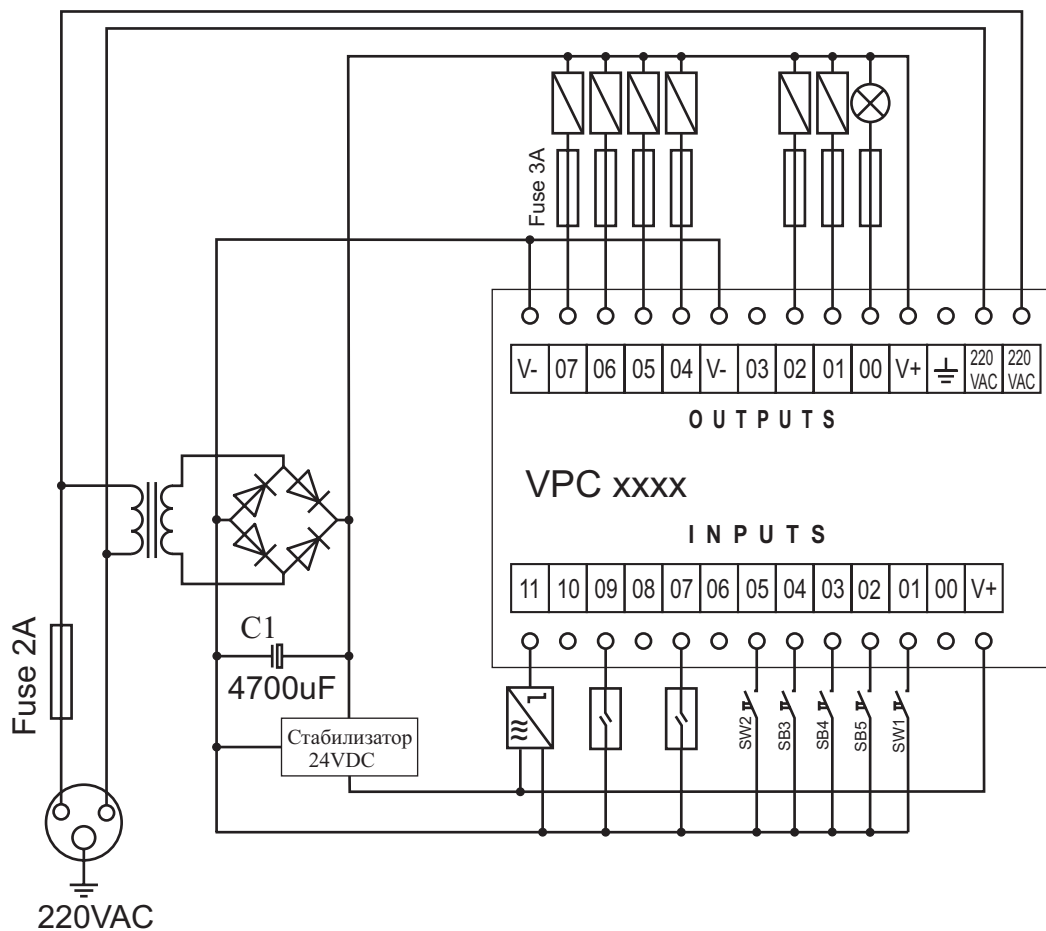 Fuse 3A
V- 07 06 05 04 V- 03 02 01 00 V+ 220 VAC 220 VAC
OUTPUTS
VPC xxxx
INPUTS
11 10 09 08 07 06 05 04 03 02 01 00 V+
Fuse 2A
C1
4700uF
Стабилизатор
24VDC
SW2 SB3 SB4 SB5 SW1
220VAC